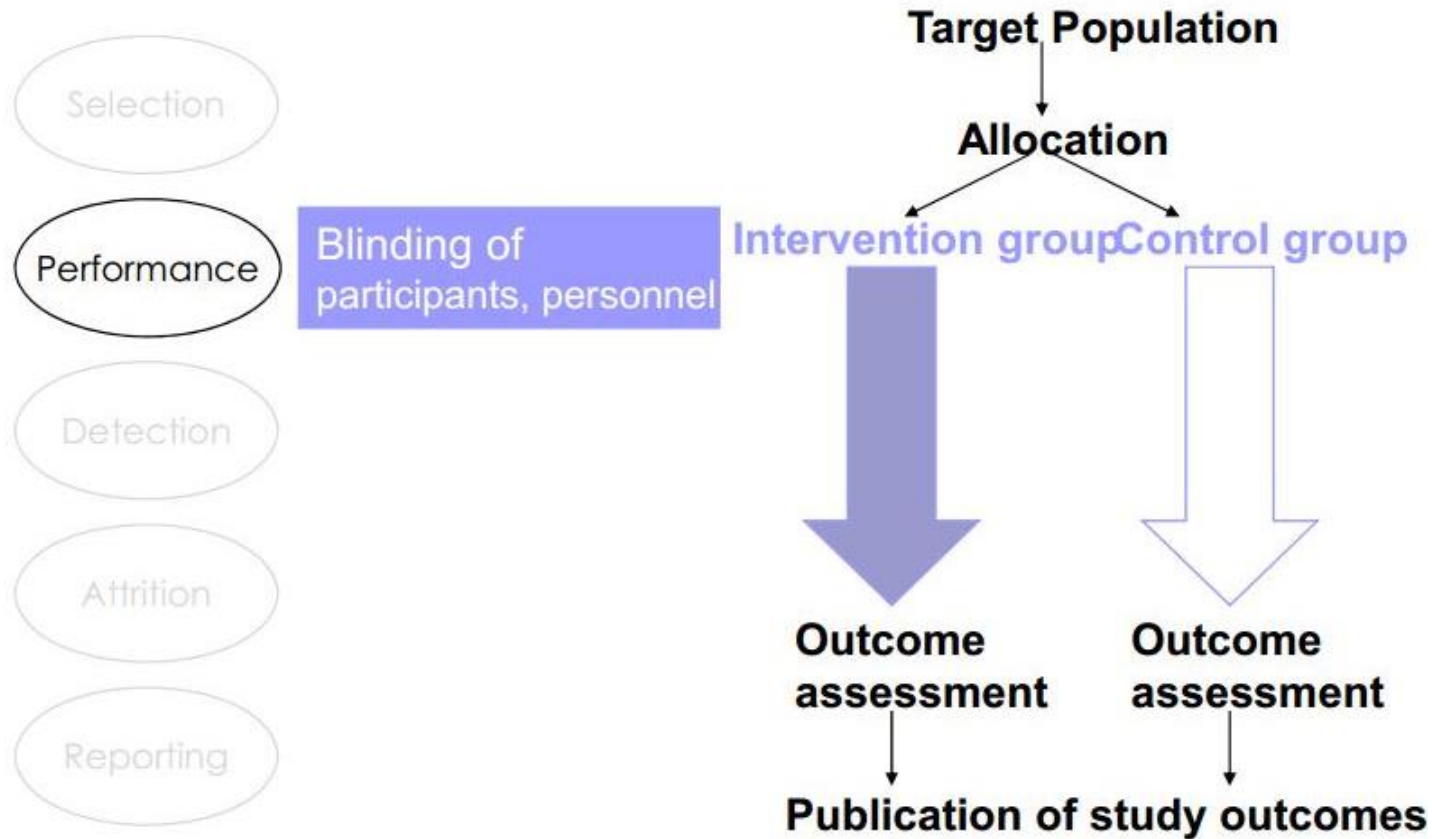 Selection
Performance
Detection
Attrition
Reporting
Blinding of
participants, personnel
Target Population
Allocation
Intervention group
Control group
Outcome
assessment
Outcome
assessment
Publication of study outcomes